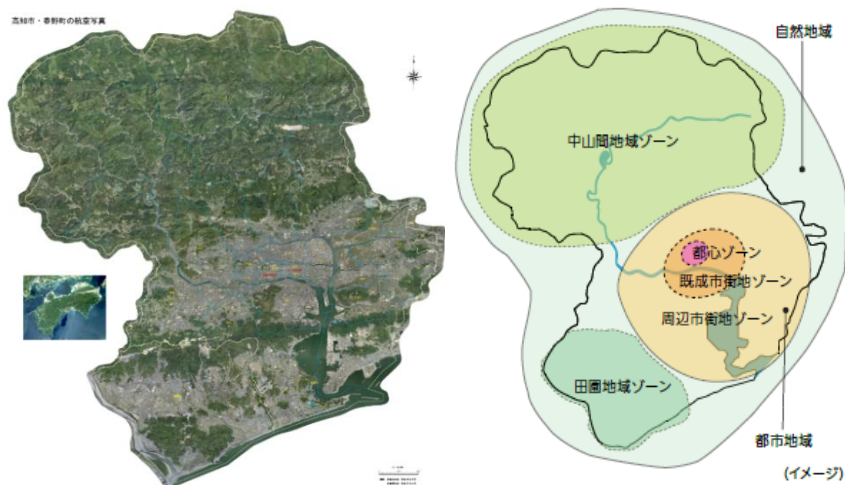 高知市・春野町の航空写真
自然地域
中山間地域ゾーン
都心ゾーン
既成市街地ゾーン
周辺市街地ゾーン
田園地域ゾーン
都市地域
(イメージ)